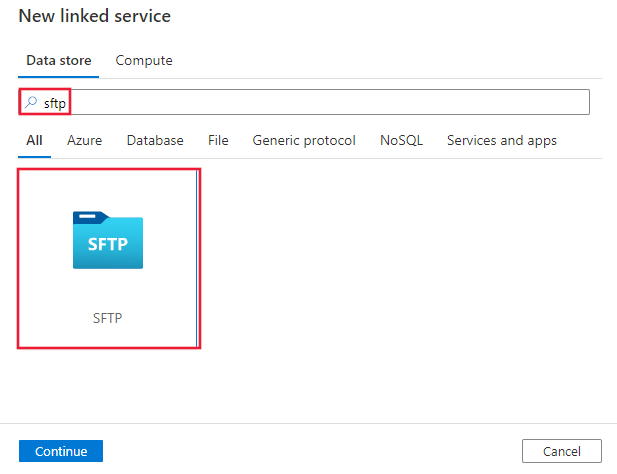 New linked service
Data store Compute
sftp
All Azure Database File Generic protocol NoSQL Services and apps
SFTP
SFTP
Continue Cancel